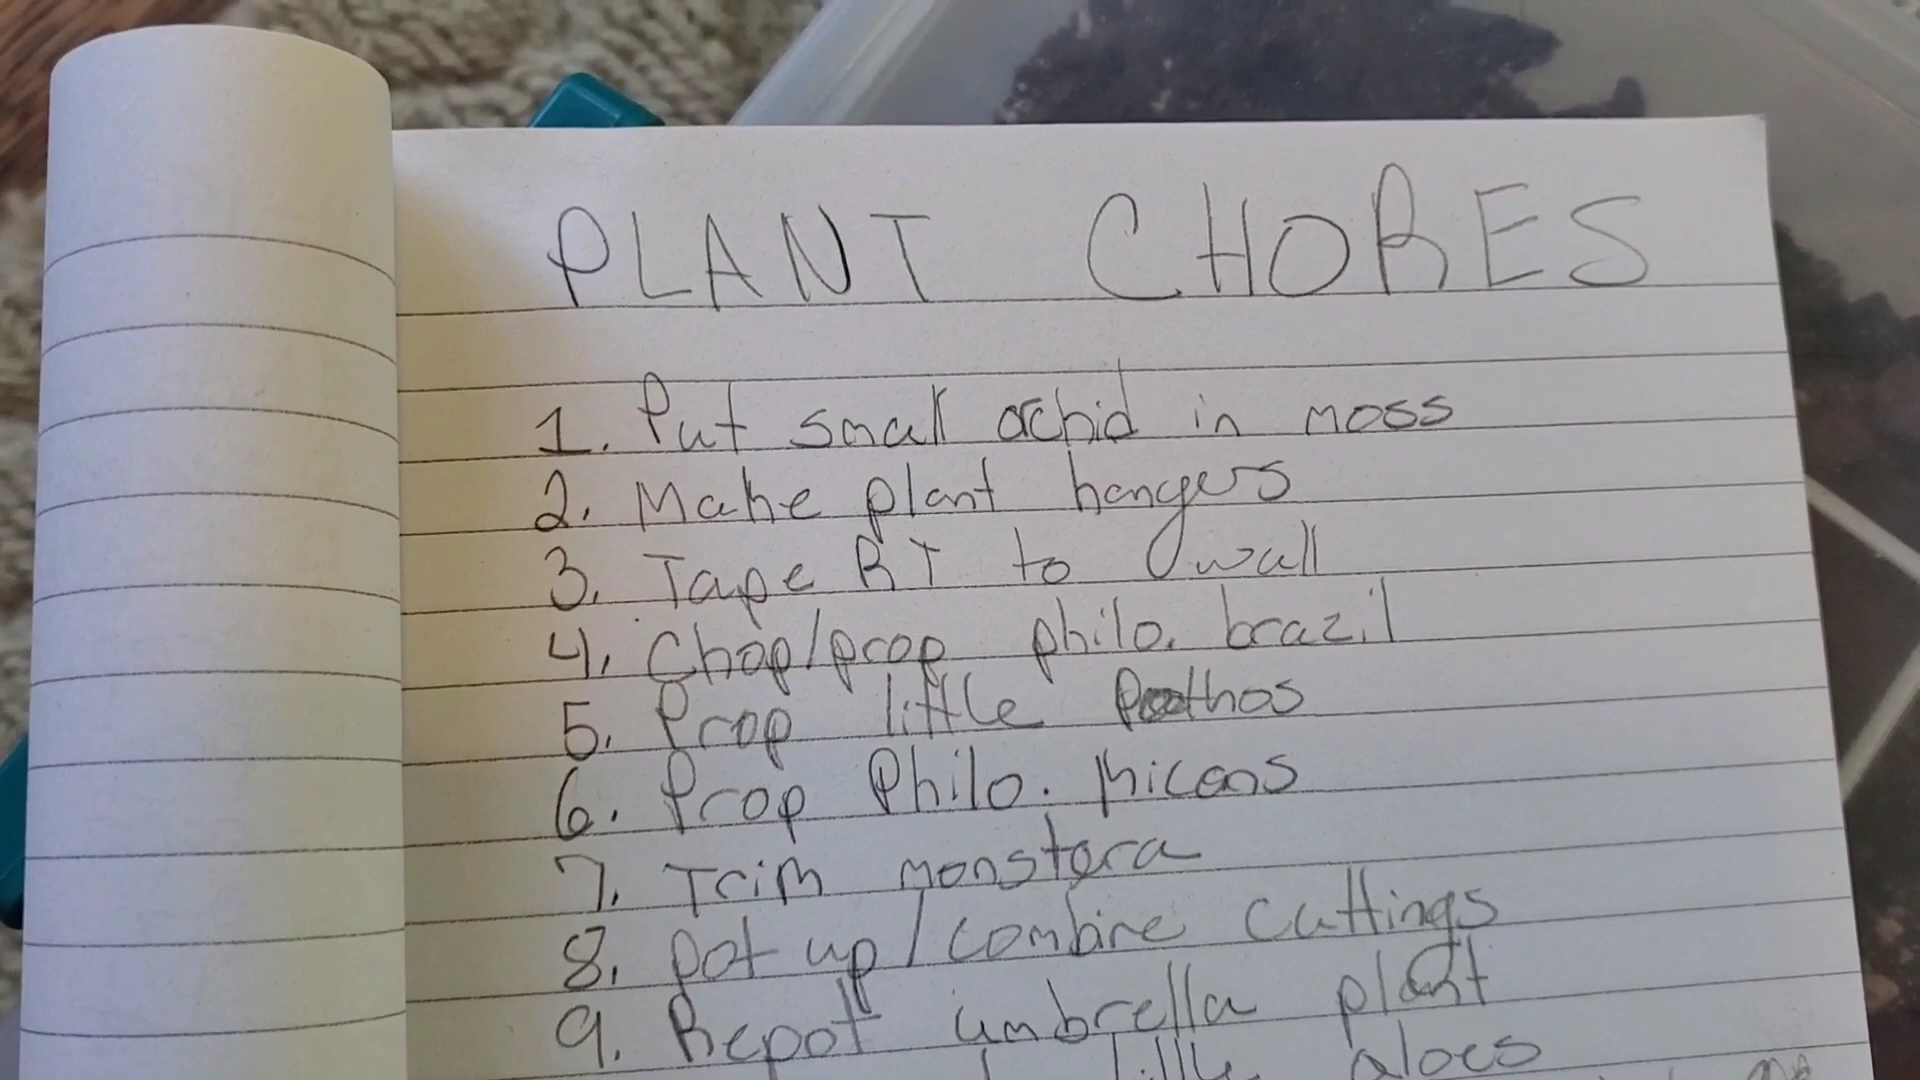 PLANT CHORES
1. Put small orchid in moss
2. Make plant hangers
3. Tape RT to wall
4. Chop/prop philo. brazil
5. Prop little Pothos
6. Prop Philo. Micans
7. Trim monstera
8. pot up/combine cuttings
9. Repot umbrella plant
little aloes